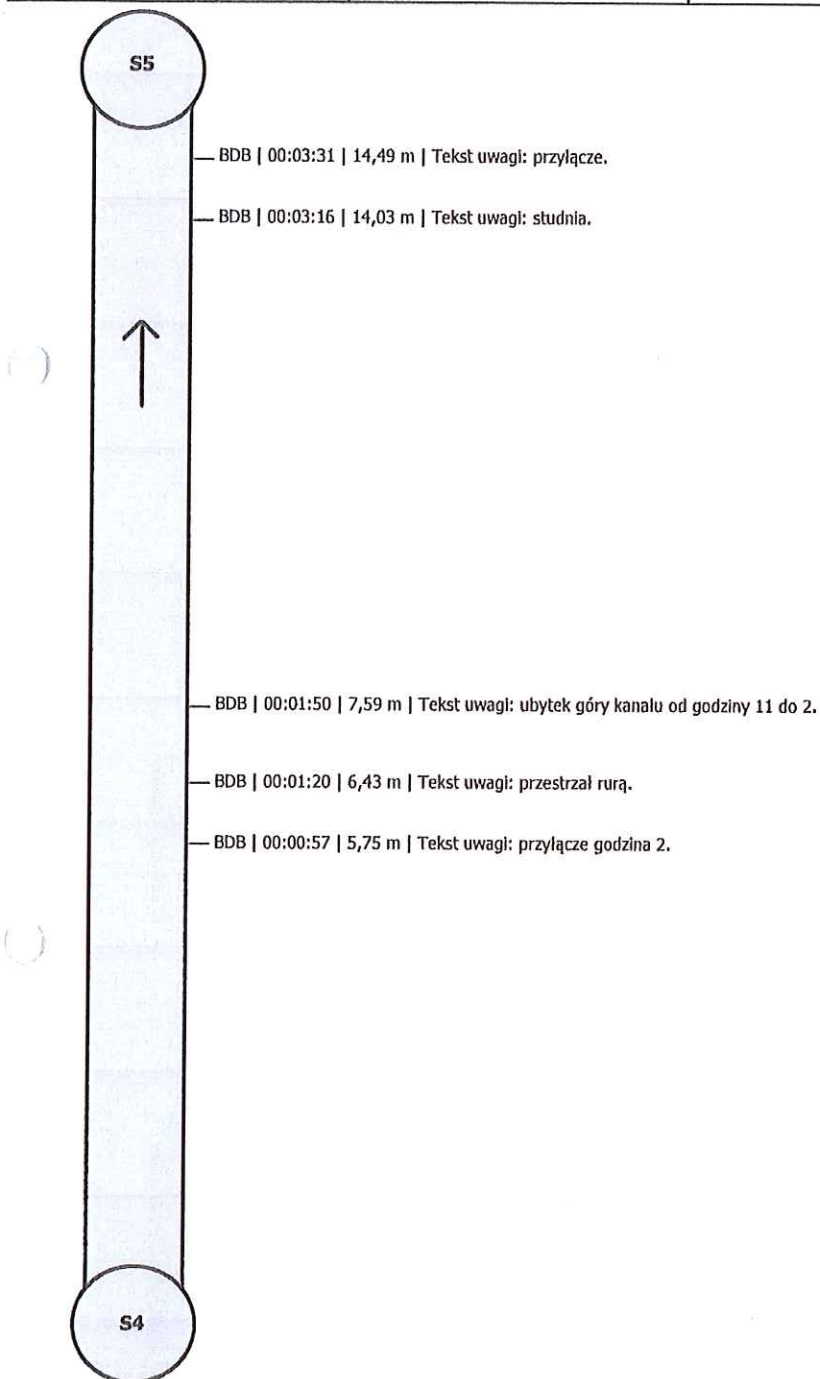 S5
BDB | 00:03:31 | 14,49 m | Tekst uwagi: przyłącze.
BDB | 00:03:16 | 14,03 m | Tekst uwagi: studnia.
BDB | 00:01:50 | 7,59 m | Tekst uwagi: ubytek góry kanału od godziny 11 do 2.
BDB | 00:01:20 | 6,43 m | Tekst uwagi: przestrzał rurą.
BDB | 00:00:57 | 5,75 m | Tekst uwagi: przyłącze godzina 2.
S4